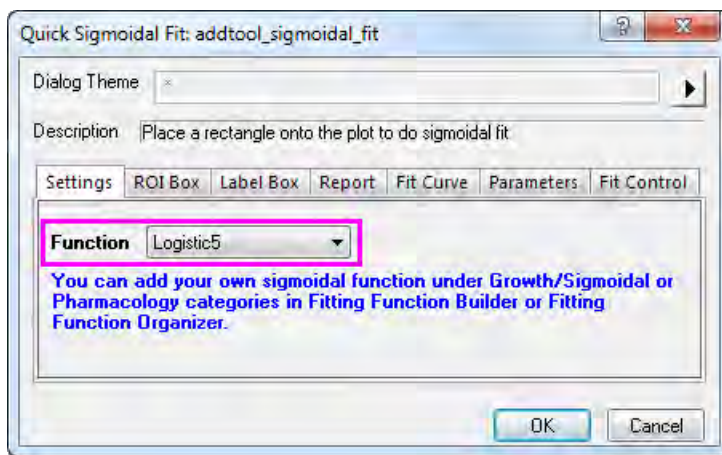 Quick Sigmoidal Fit: addtool_sigmoidal_fit
Dialog Theme *
Description Place a rectangle onto the plot to do sigmoidal fit
Settings ROI Box Label Box Report Fit Curve Parameters Fit Control
Function Logistic5
You can add your own sigmoidal function under Growth/Sigmoidal or
Pharmacology categories in Fitting Function Builder or Fitting
Function Organizer.
OK Cancel